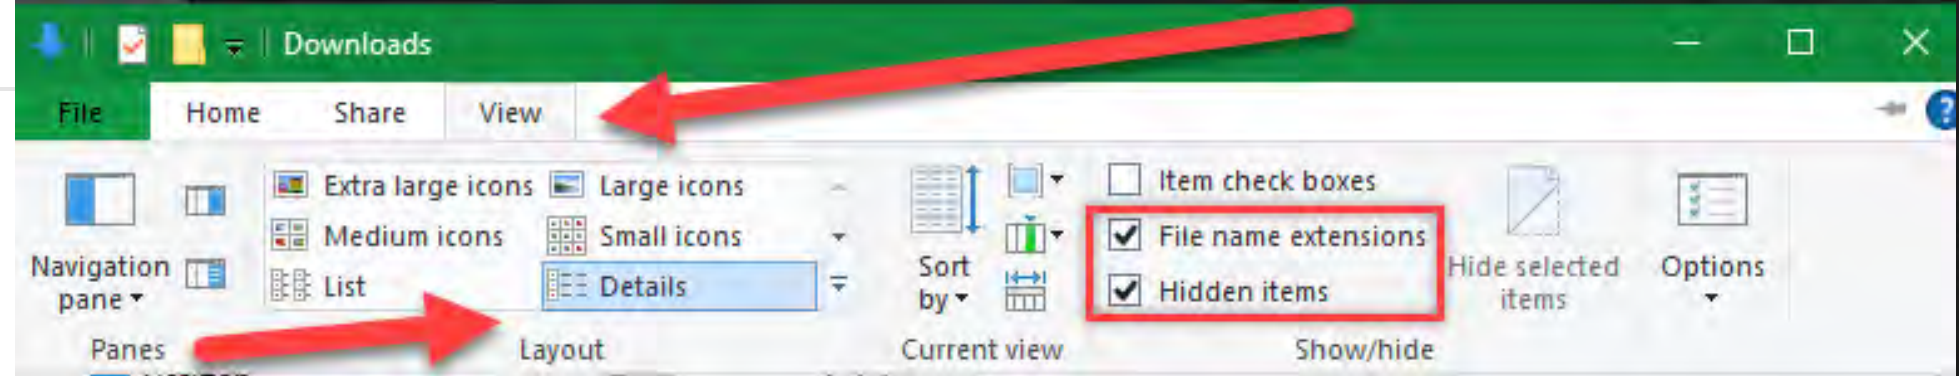 Downloads
File Home Share View
Extra large icons Large icons Item check boxes
Medium icons Small icons File name extensions
Navigation pane List Details Sort by Hidden items Hide selected items Options
Panes Layout Current view Show/hide